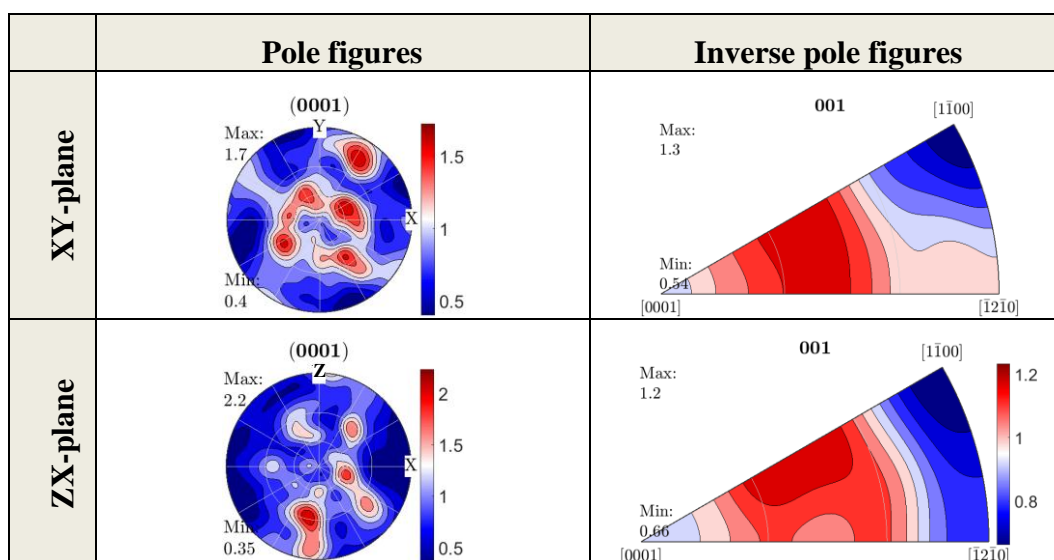 Pole figures
Inverse pole figures
XY-plane
(0001)
Max:
1.7
Y
X
Min:
0.4
1.5
1
0.5
001
[11̄00]
Max:
1.3
Min:
0.54
[0001]
[1̄21̄0]
ZX-plane
(0001)
Max:
2.2
Z
X
Min:
0.35
2
1.5
1
0.5
001
[11̄00]
Max:
1.2
Min:
0.66
[0001]
[1̄21̄0]
1.2
1
0.8